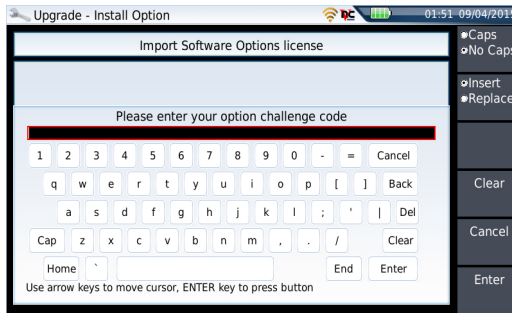 Upgrade - Install Option
01:51 09/04/2015
Import Software Options license
Please enter your option challenge code
1 2 3 4 5 6 7 8 9 0 - = Cancel
q w e r t y u i o p [ ] Back
a s d f g h j k l ; ' | Del
Cap z x c v b n m , . / Clear
Home ` End Enter
Use arrow keys to move cursor, ENTER key to press button
Caps
No Caps
Insert
Replace
Clear
Cancel
Enter